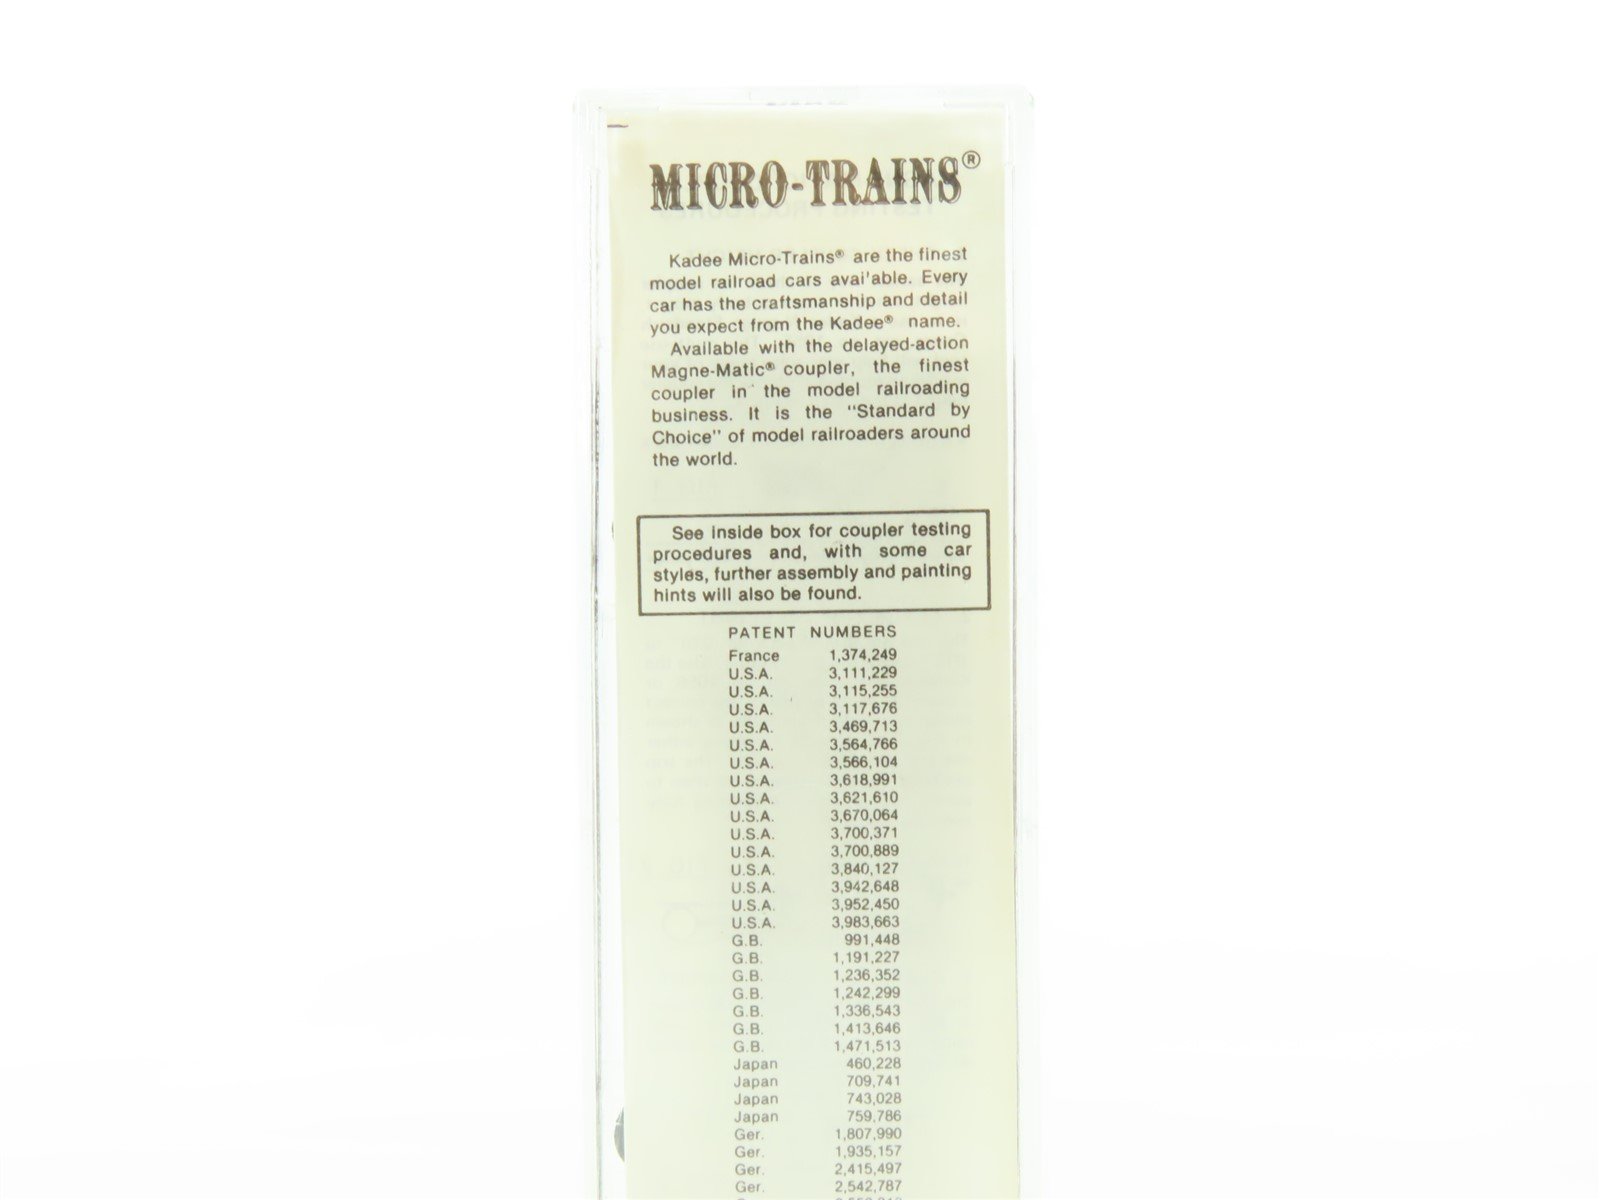 MICRO-TRAINS®
Kadee Micro-Trains® are the finest
model railroad cars avai'able. Every
car has the craftsmanship and detail
you expect from the Kadee® name.
Available with the delayed-action
Magne-Matic® coupler, the finest
coupler in the model railroading
business. It is the "Standard by
Choice" of model railroaders around
the world.
See inside box for coupler testing
procedures and, with some car
styles, further assembly and painting
hints will also be found.
PATENT NUMBERS
France 1,374,249
U.S.A. 3,111,229
U.S.A. 3,115,255
U.S.A. 3,117,676
U.S.A. 3,469,713
U.S.A. 3,564,766
U.S.A. 3,566,104
U.S.A. 3,618,991
U.S.A. 3,621,610
U.S.A. 3,670,064
U.S.A. 3,700,371
U.S.A. 3,700,889
U.S.A. 3,840,127
U.S.A. 3,942,648
U.S.A. 3,952,450
U.S.A. 3,983,663
G.B. 991,448
G.B. 1,191,227
G.B. 1,236,352
G.B. 1,242,299
G.B. 1,336,543
G.B. 1,413,646
G.B. 1,471,513
Japan 460,228
Japan 709,741
Japan 743,028
Japan 759,786
Ger. 1,807,990
Ger. 1,935,157
Ger. 2,415,497
Ger. 2,542,787